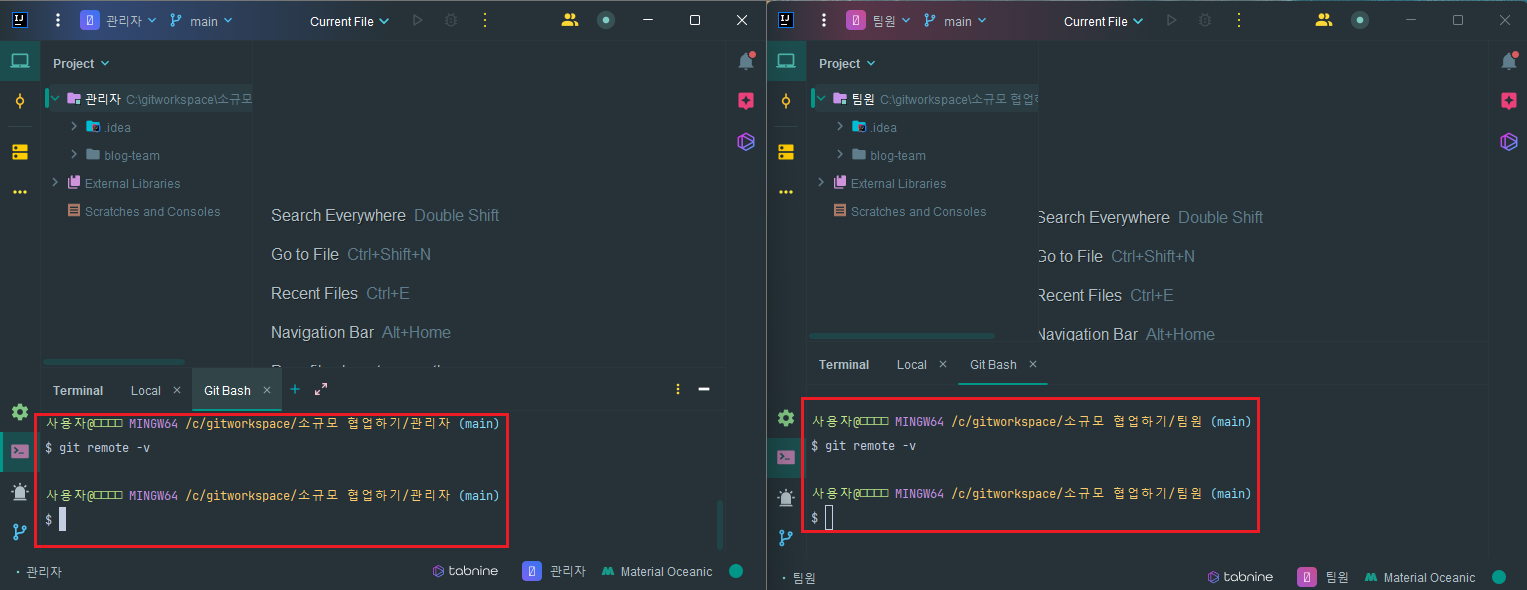 관리자 main Current File
Project
관리자 C:\gitworkspace\소규모
.idea
blog-team
External Libraries
Scratches and Consoles
Search Everywhere Double Shift
Go to File Ctrl+Shift+N
Recent Files Ctrl+E
Navigation Bar Alt+Home
Terminal Local Git Bash
사용자@□□□□ MINGW64 /c/gitworkspace/소규모 협업하기/관리자 (main)
$ git remote -v
사용자@□□□□ MINGW64 /c/gitworkspace/소규모 협업하기/관리자 (main)
$
관리자 tabnine 관리자 Material Oceanic
팀원 main Current File
Project
팀원 C:\gitworkspace\소규모 협업하
.idea
blog-team
External Libraries
Scratches and Consoles
Search Everywhere Double Shift
Go to File Ctrl+Shift+N
Recent Files Ctrl+E
Navigation Bar Alt+Home
Terminal Local Git Bash
사용자@□□□□ MINGW64 /c/gitworkspace/소규모 협업하기/팀원 (main)
$ git remote -v
사용자@□□□□ MINGW64 /c/gitworkspace/소규모 협업하기/팀원 (main)
$
팀원 tabnine 팀원 Material Oceanic